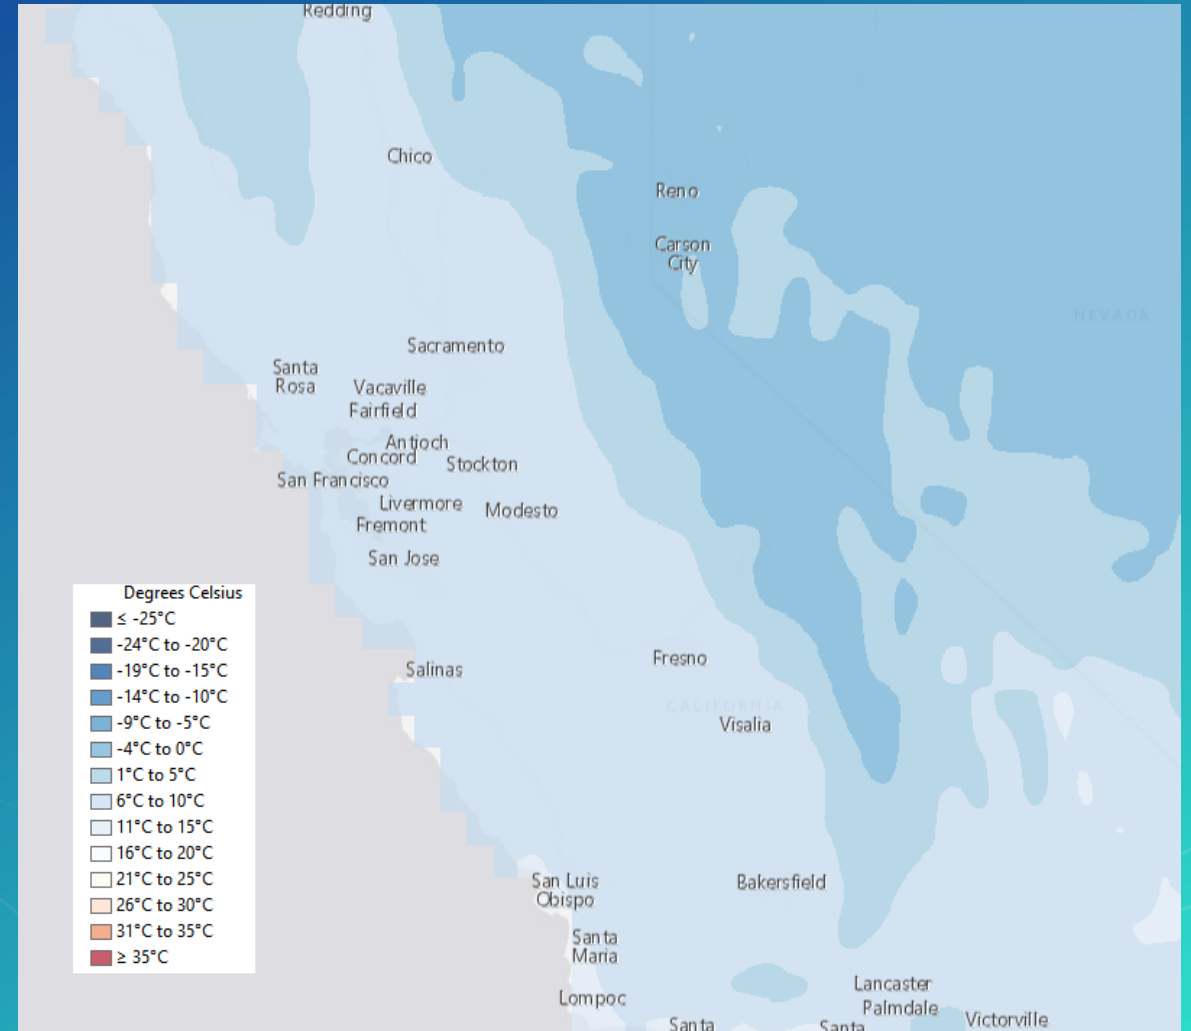 Redding
Chico
Reno
Carson
City
NEVADA
Sacramento
Santa
Rosa
Vacaville
Fairfield
Antioch
Concord
Stockton
San Francisco
Livermore
Modesto
Fremont
San Jose
Degrees Celsius
≤ -25°C
-24°C to -20°C
-19°C to -15°C
-14°C to -10°C
-9°C to -5°C
-4°C to 0°C
1°C to 5°C
6°C to 10°C
11°C to 15°C
16°C to 20°C
21°C to 25°C
26°C to 30°C
31°C to 35°C
≥ 35°C
Fresno
Salinas
CALIFORNIA
Visalia
San Luis
Obispo
Bakersfield
Santa
Maria
Lompoc
Lancaster
Palmdale
Victorville
Santa
Santa